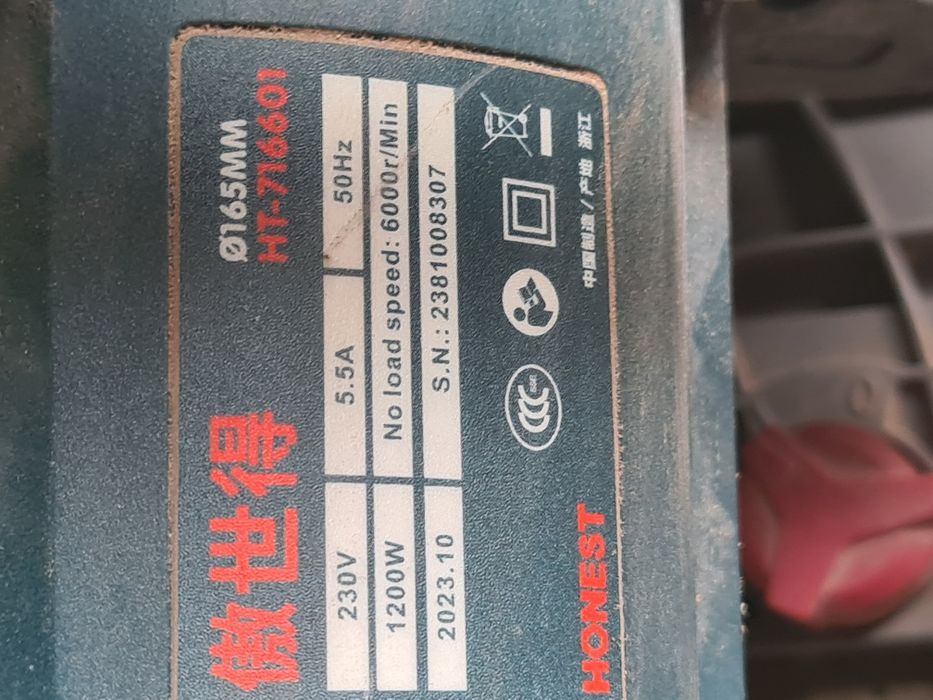 傲世得
Ø165MM
HT-716601
230V 5.5A 50Hz
1200W No load speed: 6000r/Min
2023.10 S.N.: 2381008307
HONEST
中国制造 / 产地 浙江